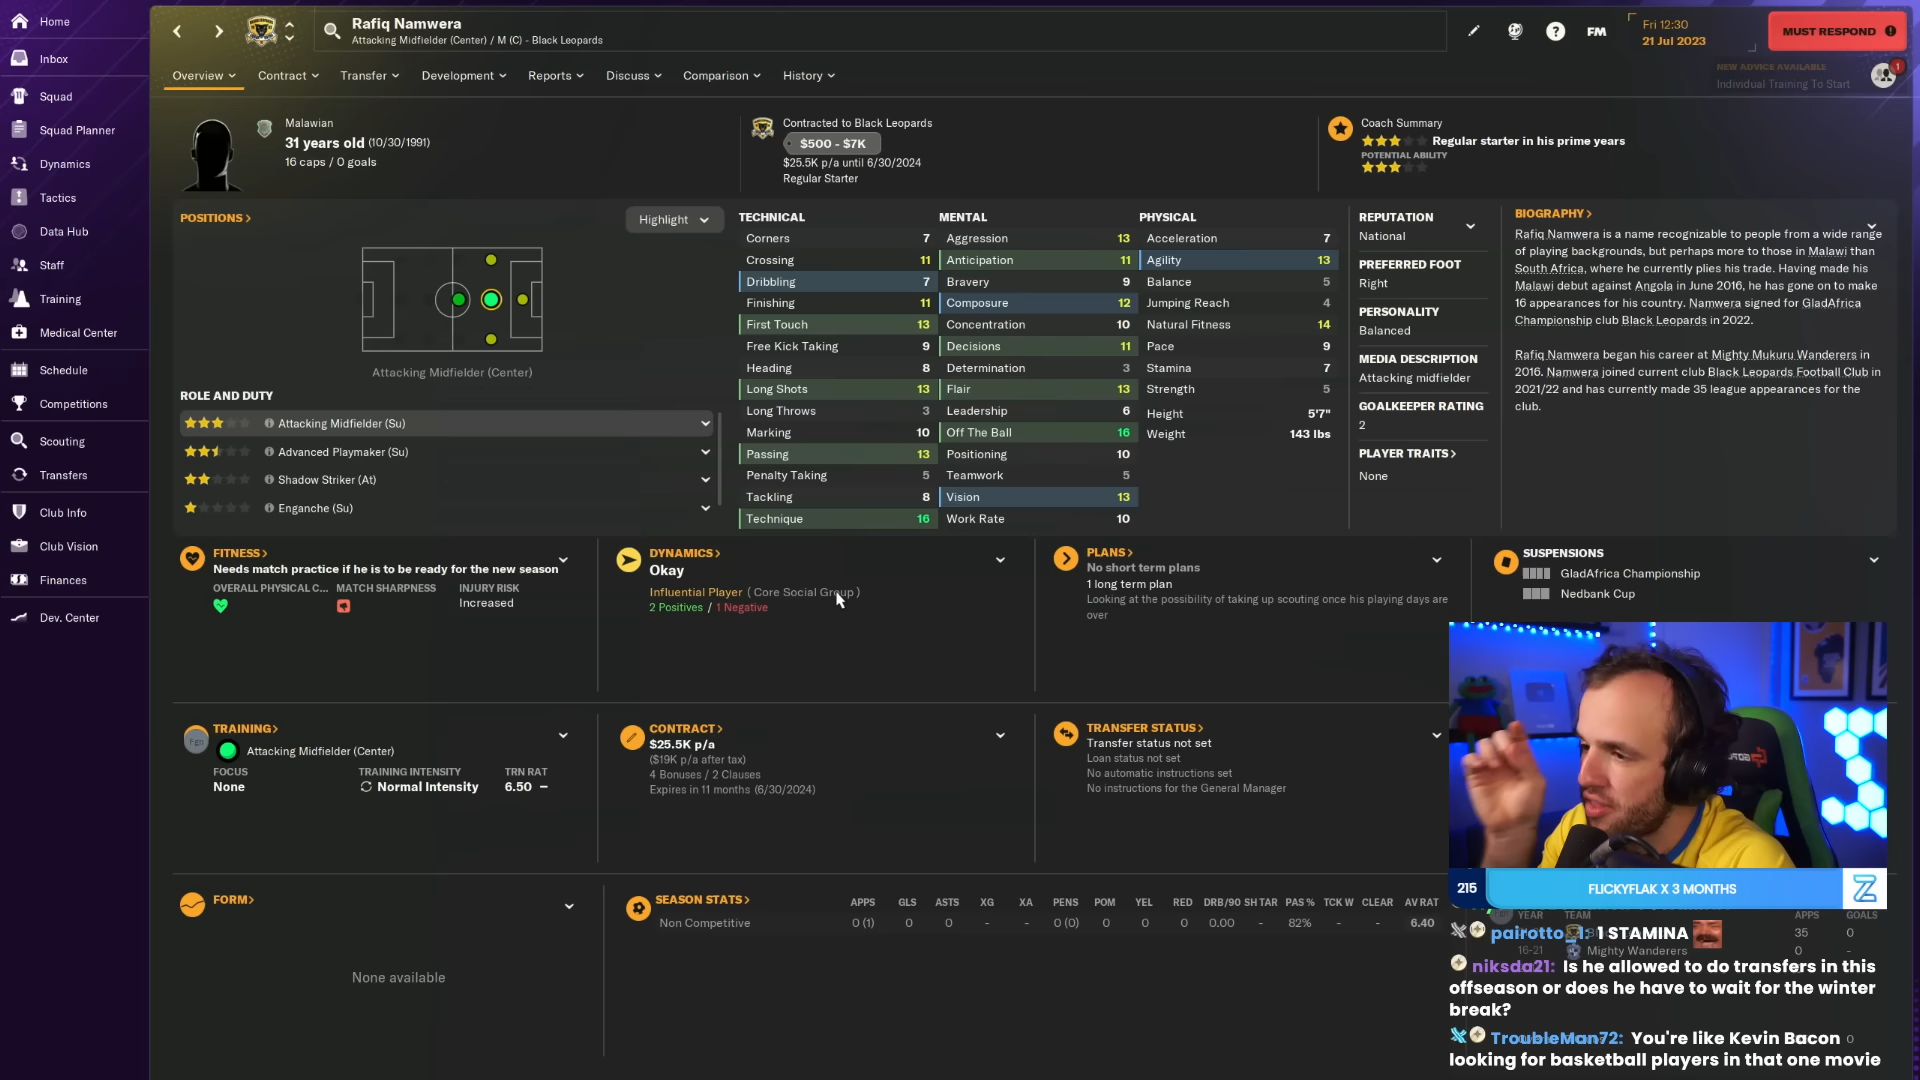 Home
Inbox
Squad
Squad Planner
Dynamics
Tactics
Data Hub
Staff
Training
Medical Center
Schedule
Competitions
Scouting
Transfers
Club Info
Club Vision
Finances
Dev. Center
Rafiq Namwera
Attacking Midfielder (Center) / M (C) - Black Leopards
FM
Fri 12:30
21 Jul 2023
MUST RESPOND
NEW ADVICE AVAILABLE
Individual Training To Start
1
Overview
Contract
Transfer
Development
Reports
Discuss
Comparison
History
Malawian
31 years old (10/30/1991)
16 caps / 0 goals
Contracted to Black Leopards
$500 - $7K
$25.5K p/a until 6/30/2024
Regular Starter
Coach Summary
Regular starter in his prime years
POTENTIAL ABILITY
POSITIONS >
Highlight
Attacking Midfielder (Center)
ROLE AND DUTY
Attacking Midfielder (Su)
Advanced Playmaker (Su)
Shadow Striker (At)
Enganche (Su)
TECHNICAL
Corners 7
Crossing 11
Dribbling 7
Finishing 11
First Touch 13
Free Kick Taking 9
Heading 8
Long Shots 13
Long Throws 3
Marking 10
Passing 13
Penalty Taking 5
Tackling 8
Technique 16
MENTAL
Aggression 13
Anticipation 11
Bravery 9
Composure 12
Concentration 10
Decisions 11
Determination 3
Flair 13
Leadership 6
Off The Ball 16
Positioning 10
Teamwork 5
Vision 13
Work Rate 10
PHYSICAL
Acceleration 7
Agility 13
Balance 5
Jumping Reach 4
Natural Fitness 14
Pace 9
Stamina 7
Strength 5
Height 5'7"
Weight 143 lbs
REPUTATION
National
PREFERRED FOOT
Right
PERSONALITY
Balanced
MEDIA DESCRIPTION
Attacking midfielder
GOALKEEPER RATING
2
PLAYER TRAITS >
None
BIOGRAPHY >
Rafiq Namwera is a name recognizable to people from a wide range
of playing backgrounds, but perhaps more to those in Malawi than
South Africa, where he currently plies his trade. Having made his
Malawi debut against Angola in June 2016, he has gone on to make
16 appearances for his country. Namwera signed for GladAfrica
Championship club Black Leopards in 2022.
Rafiq Namwera began his career at Mighty Mukuru Wanderers in
2016. Namwera joined current club Black Leopards Football Club in
2021/22 and has currently made 35 league appearances for the
club.
FITNESS >
Needs match practice if he is to be ready for the new season
OVERALL PHYSICAL C...
MATCH SHARPNESS
INJURY RISK
Increased
DYNAMICS >
Okay
Influential Player ( Core Social Group )
2 Positives / 1 Negative
PLANS >
No short term plans
1 long term plan
Looking at the possibility of taking up scouting once his playing days are
over
SUSPENSIONS
GladAfrica Championship
Nedbank Cup
TRAINING >
Attacking Midfielder (Center)
FOCUS
None
TRAINING INTENSITY
Normal Intensity
TRN RAT
6.50 –
CONTRACT >
$25.5K p/a
($19K p/a after tax)
4 Bonuses / 2 Clauses
Expires in 11 months (6/30/2024)
TRANSFER STATUS >
Transfer status not set
Loan status not set
No automatic instructions set
No instructions for the General Manager
FORM >
None available
SEASON STATS >
APPS GLS ASTS XG XA PENS POM YEL RED DRB/90 SH TAR PAS % TCK W CLEAR AV RAT
Non Competitive 0 (1) 0 0 - - 0 (0) 0 0 0 0.00 - 82% - - 6.40
215
FLICKYFLAK X 3 MONTHS
YEAR TEAM APPS GOALS
35 0
16-21 Mighty Wanderers 0 -
1 STAMINA
niksda21: Is he allowed to do transfers in this
offseason or does he have to wait for the winter
break?
TroubleMan72: You're like Kevin Bacon
looking for basketball players in that one movie
0